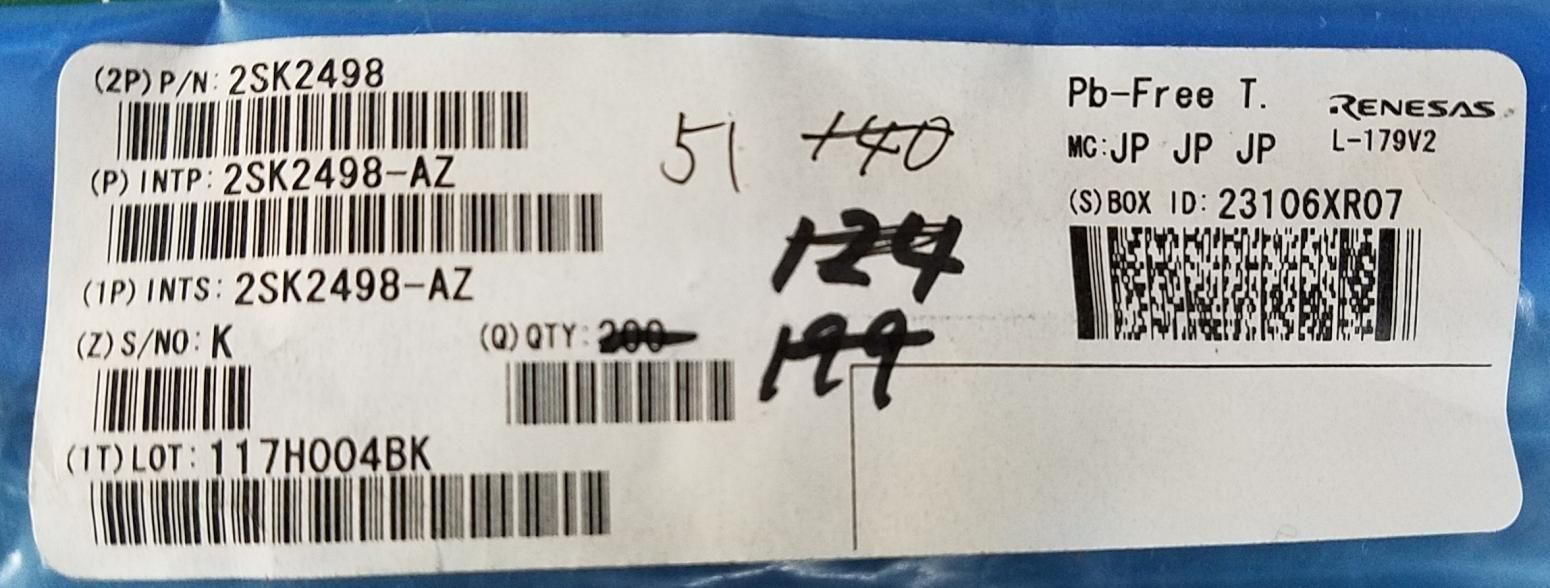 (2P) P/N: 2SK2498
(P) INTP: 2SK2498-AZ
(1P) INTS: 2SK2498-AZ
(Z) S/NO: K
(Q) QTY: 200
(1T) LOT: 117H004BK
51
140
124
199
Pb-Free T.
RENESAS
MC: JP JP JP
L-179V2
(S) BOX ID: 23106XR07